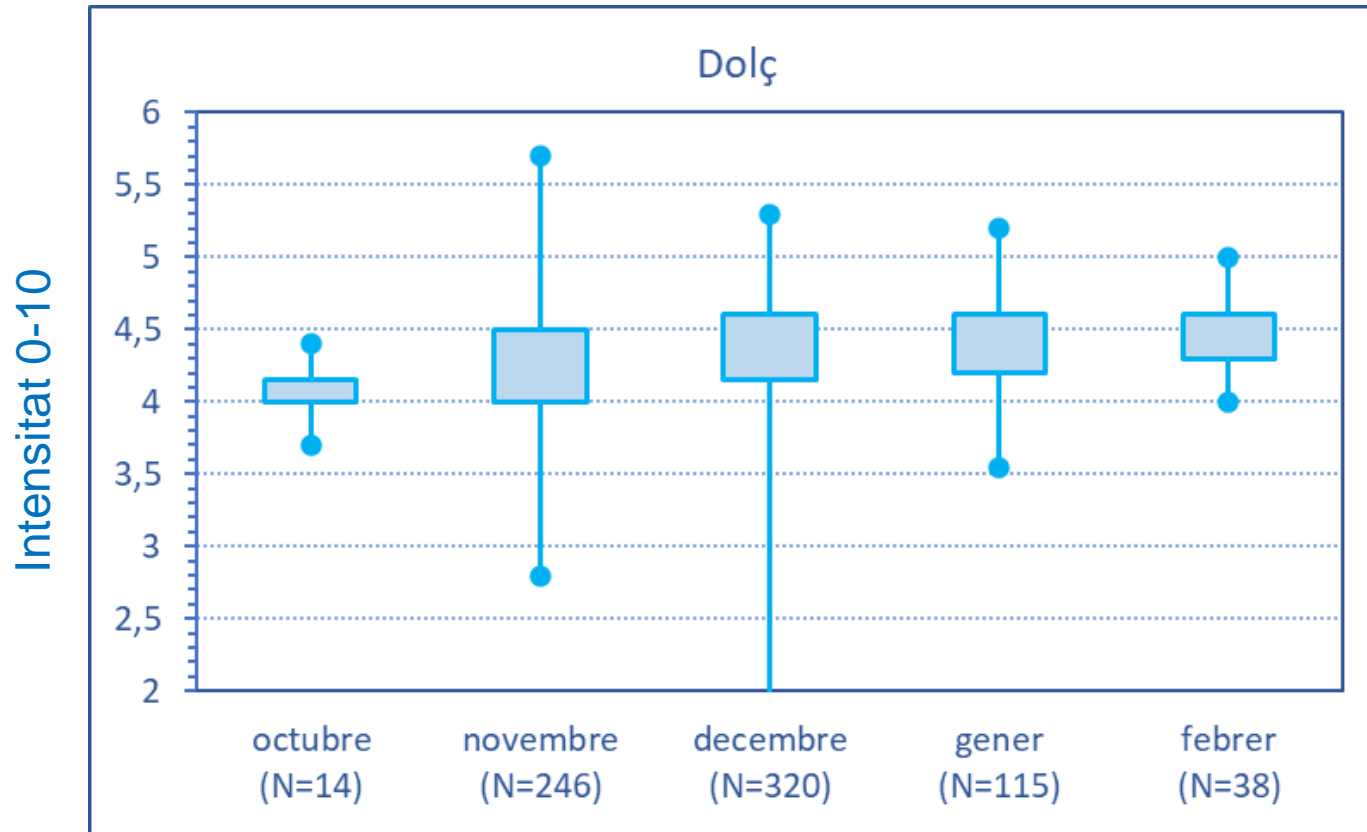 Dolç
Intensitat 0-10
6
5,5
5
4,5
4
3,5
3
2,5
2
octubre
(N=14)
novembre
(N=246)
decembre
(N=320)
gener
(N=115)
febrer
(N=38)